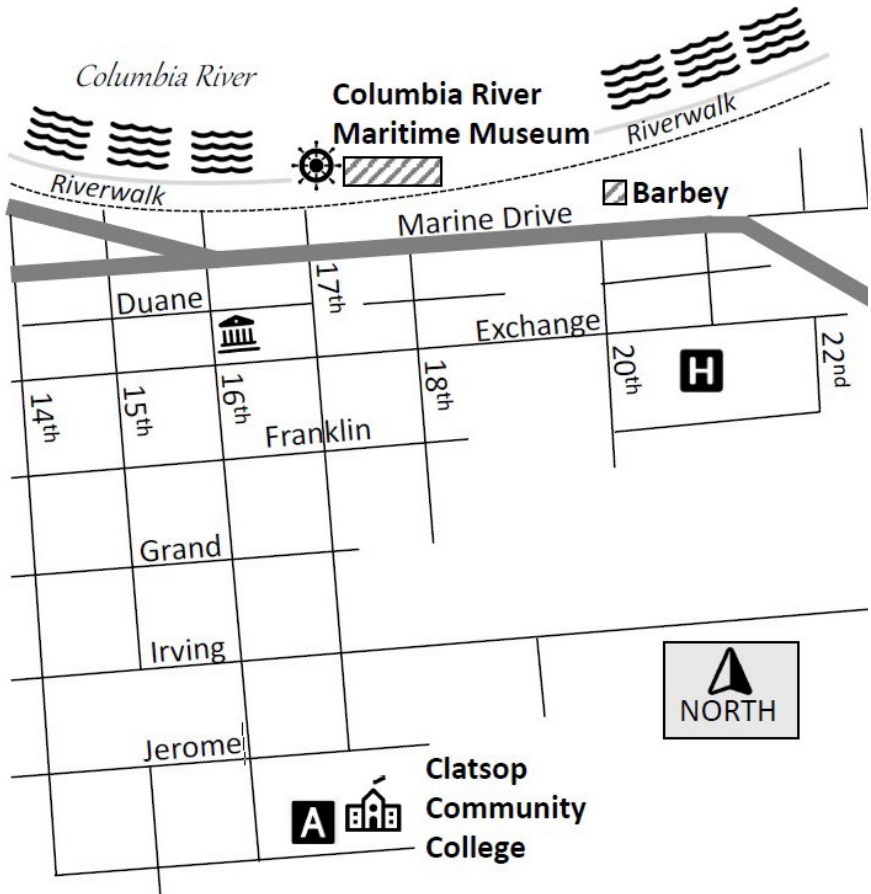 Columbia River
Columbia River
Maritime Museum
Riverwalk
Riverwalk
Barbey
Marine Drive
17th
Duane
Exchange
14th
15th
16th
18th
20th
H
22nd
Franklin
Grand
Irving
NORTH
Jerome
A
Clatsop
Community
College